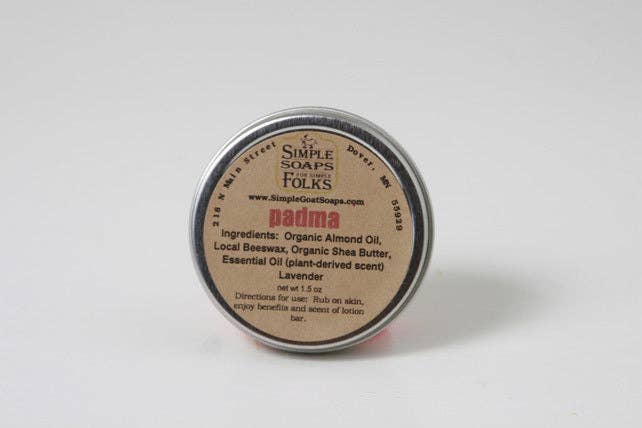 216 N Main Street
Dover, MN 55929
SIMPLE
SOAPS
FOR SIMPLE
FOLKS
www.SimpleGoatSoaps.com
padma
Ingredients: Organic Almond Oil,
Local Beeswax, Organic Shea Butter,
Essential Oil (plant-derived scent)
Lavender
net wt 1.5 oz
Directions for use: Rub on skin,
enjoy benefits and scent of lotion
bar.